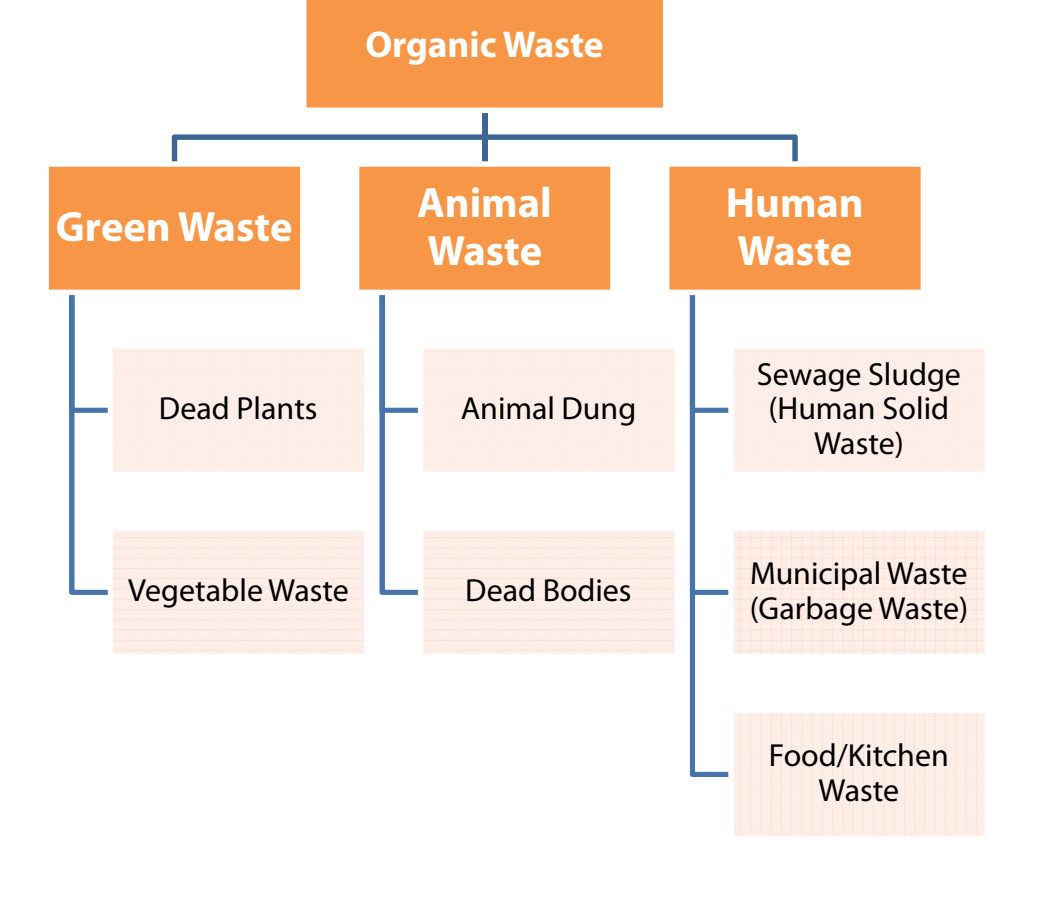 Organic Waste
Green Waste
Animal
Waste
Human
Waste
Dead Plants
Vegetable Waste
Animal Dung
Dead Bodies
Sewage Sludge
(Human Solid
Waste)
Municipal Waste
(Garbage Waste)
Food/Kitchen
Waste